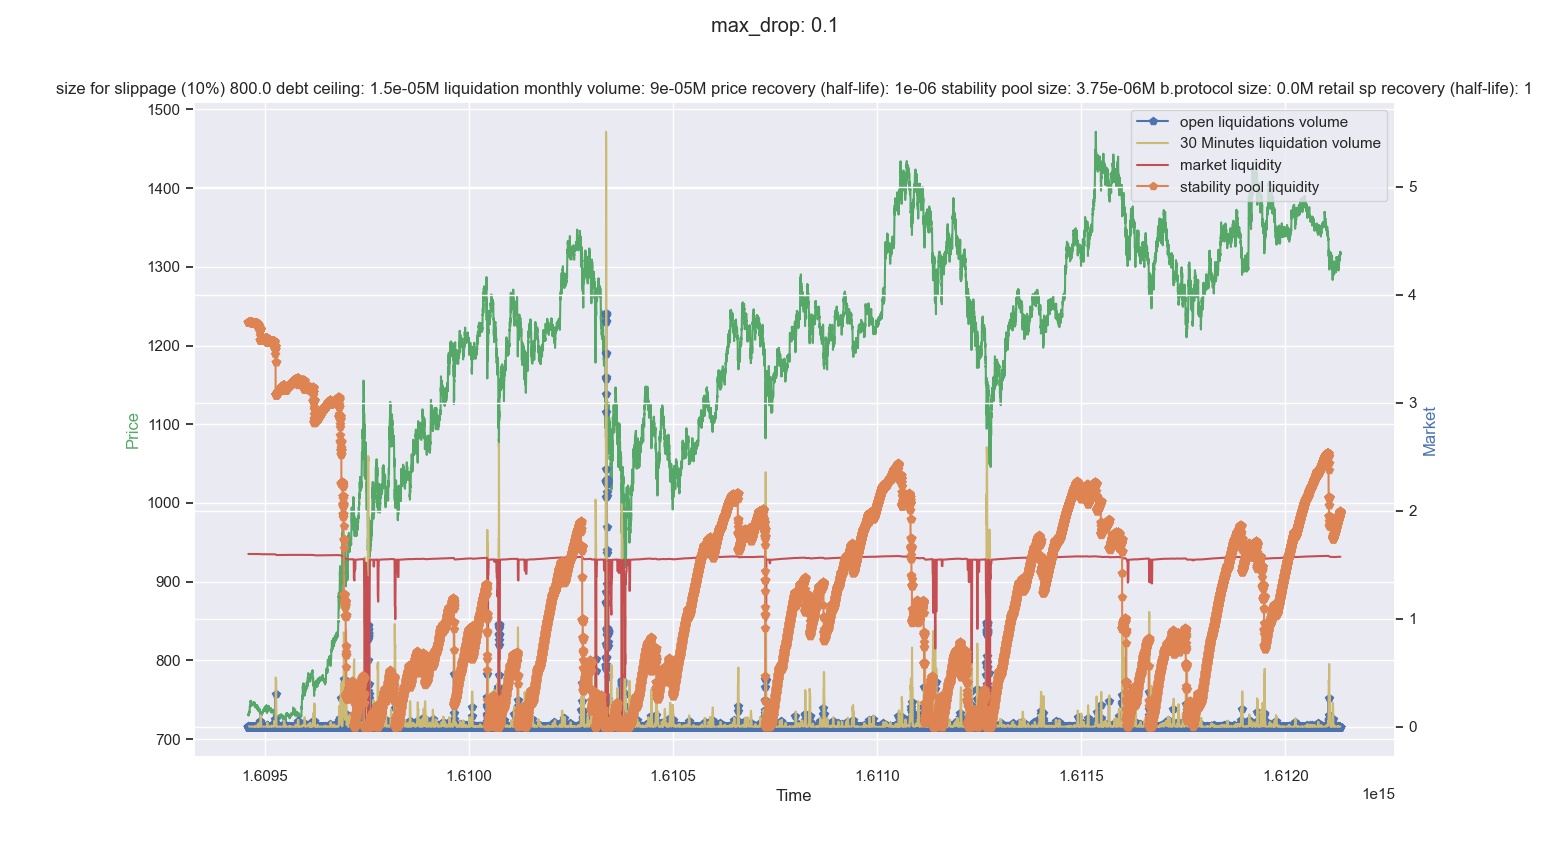 max_drop: 0.1
size for slippage (10%) 800.0 debt ceiling: 1.5e-05M liquidation monthly volume: 9e-05M price recovery (half-life): 1e-06 stability pool size: 3.75e-06M b.protocol size: 0.0M retail sp recovery (half-life): 1
open liquidations volume
30 Minutes liquidation volume
market liquidity
stability pool liquidity
1500
1400
1300
1200
1100
1000
900
800
700
Price
5
4
3
2
1
0
Market
1.6095 1.6100 1.6105 1.6110 1.6115 1.6120
1e15
Time